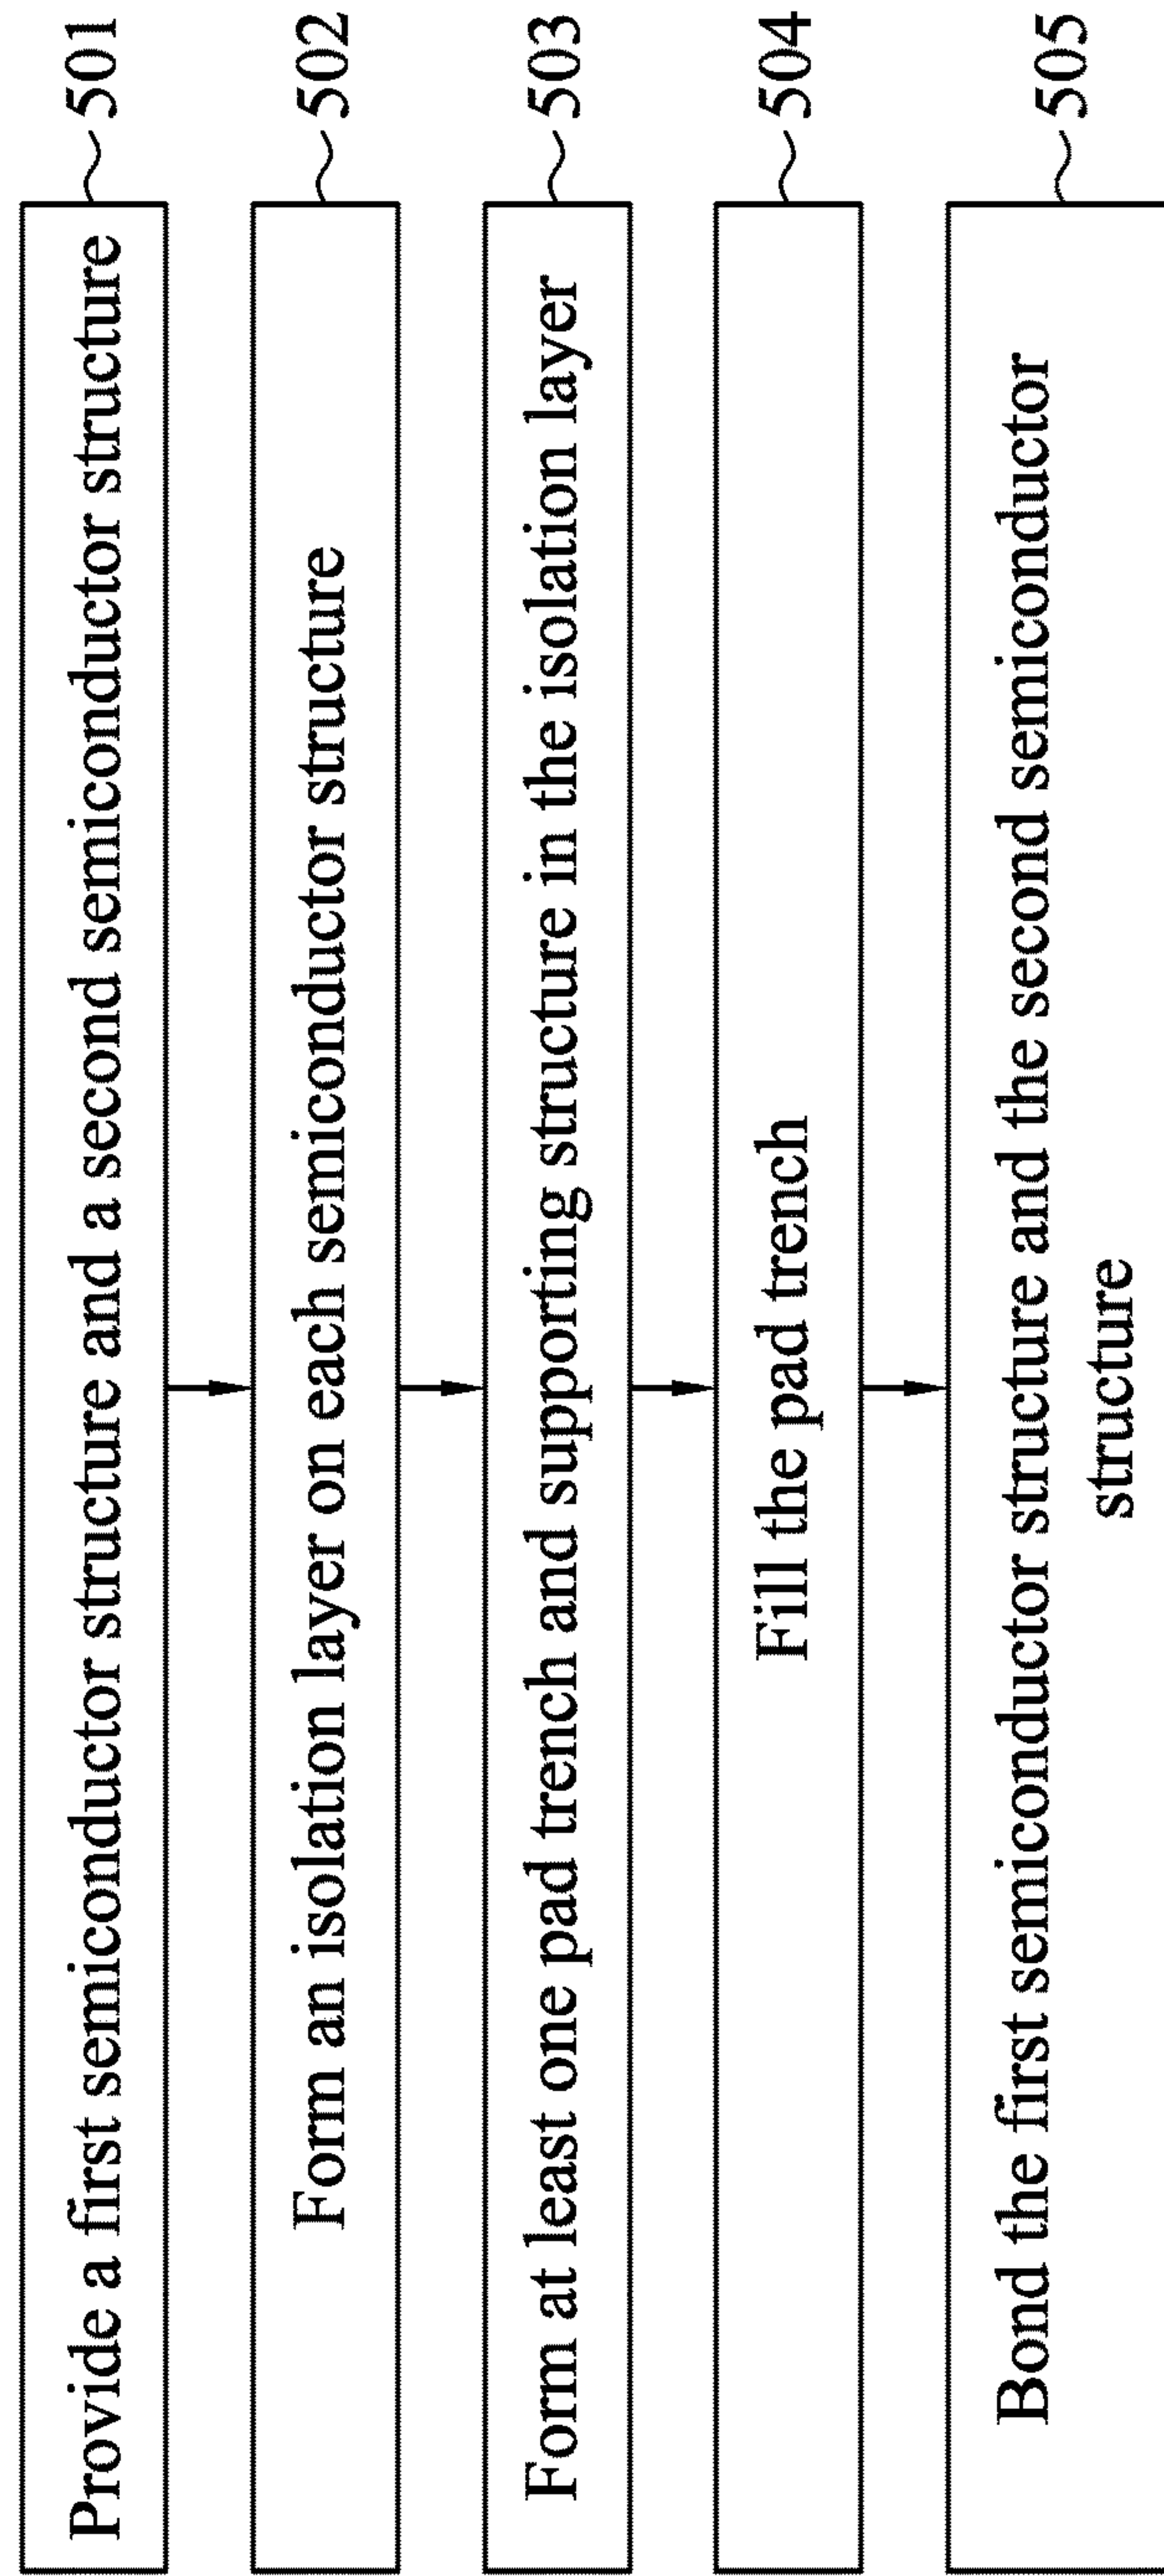 Provide a first semiconductor structure and a second semiconductor structure
501
Form an isolation layer on each semiconductor structure
502
Form at least one pad trench and supporting structure in the isolation layer
503
Fill the pad trench
504
Bond the first semiconductor structure and the second semiconductor
structure
505